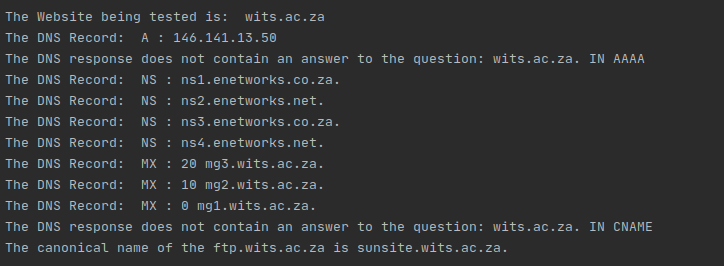 The Website being tested is:  wits.ac.za
The DNS Record:  A : 146.141.13.50
The DNS response does not contain an answer to the question: wits.ac.za. IN AAAA
The DNS Record:  NS : ns1.enetworks.co.za.
The DNS Record:  NS : ns2.enetworks.net.
The DNS Record:  NS : ns3.enetworks.co.za.
The DNS Record:  NS : ns4.enetworks.net.
The DNS Record:  MX : 20 mg3.wits.ac.za.
The DNS Record:  MX : 10 mg2.wits.ac.za.
The DNS Record:  MX : 0 mg1.wits.ac.za.
The DNS response does not contain an answer to the question: wits.ac.za. IN CNAME
The canonical name of the ftp.wits.ac.za is sunsite.wits.ac.za.